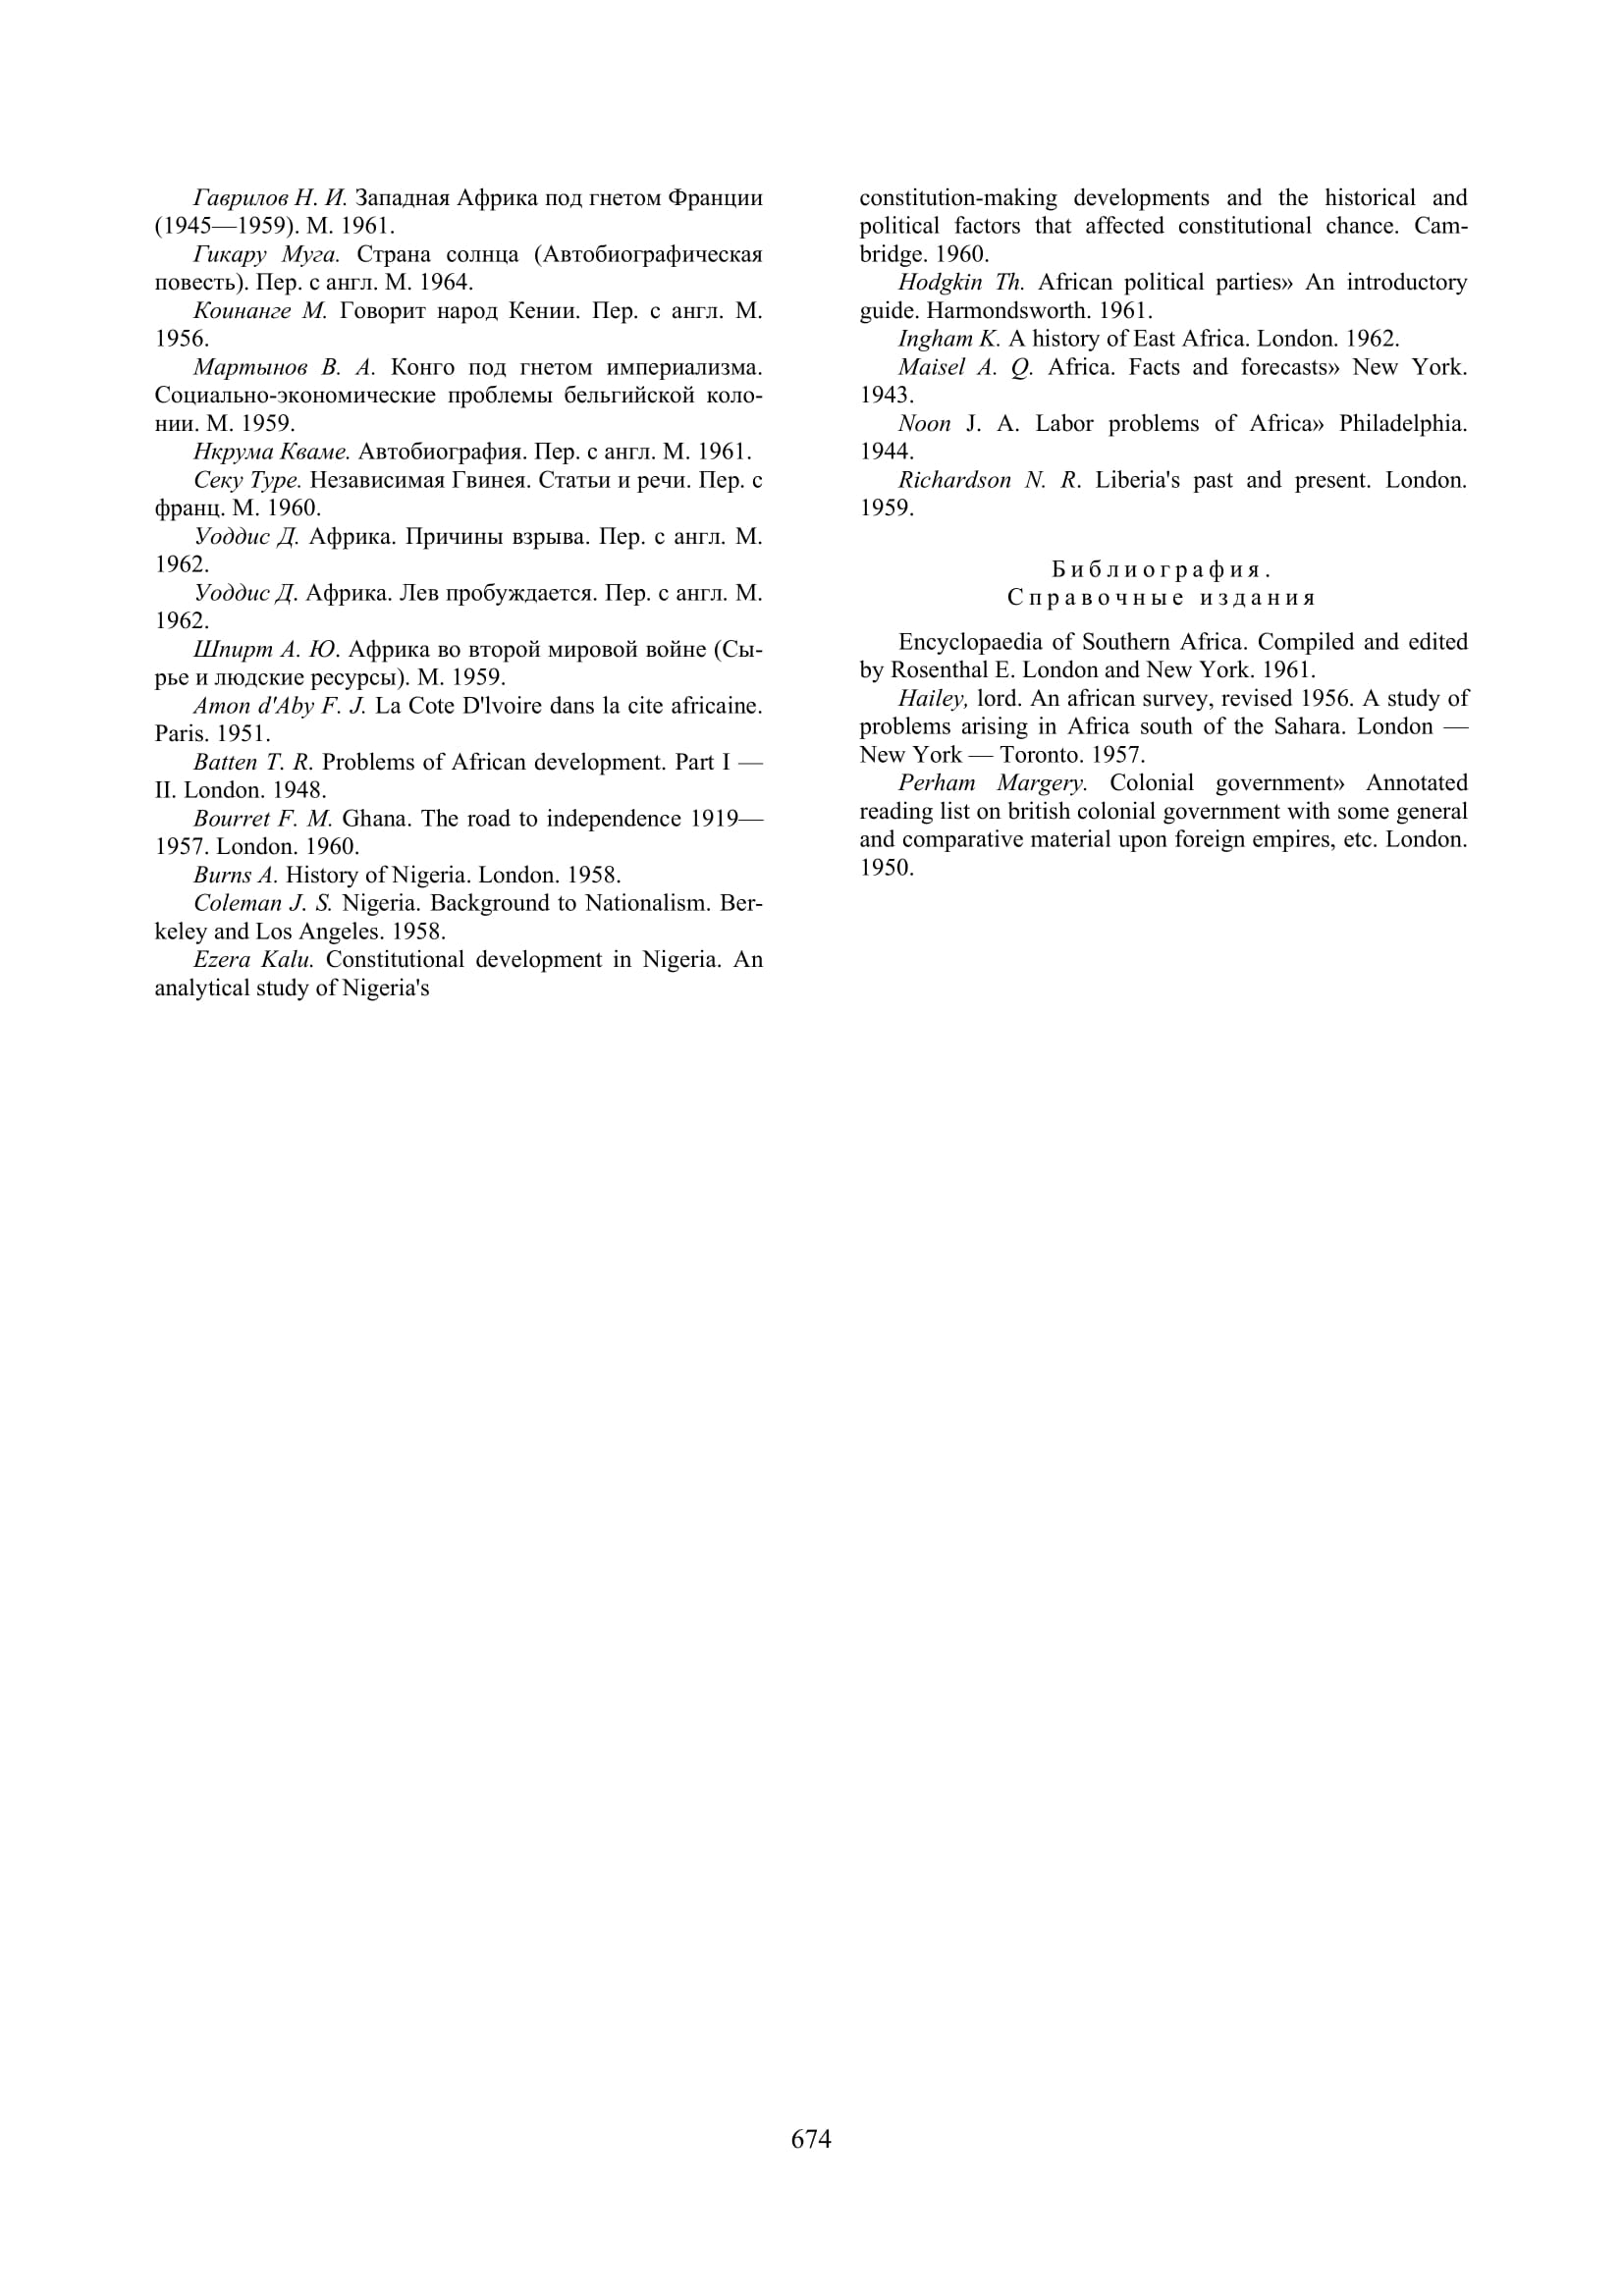 Гаврилов Н. И. Западная Африка под гнетом Франции
(1945—1959). М. 1961.
Гикару Муга. Страна солнца (Автобиографическая
повесть). Пер. с англ. М. 1964.
Коинанге М. Говорит народ Кении. Пер. с англ. М.
1956.
Мартынов В. А. Конго под гнетом империализма.
Социально-экономические проблемы бельгийской коло-
нии. М. 1959.
Нкрума Кваме. Автобиография. Пер. с англ. М. 1961.
Секу Туре. Независимая Гвинея. Статьи и речи. Пер. с
франц. М. 1960.
Уоддис Д. Африка. Причины взрыва. Пер. с англ. М.
1962.
Уоддис Д. Африка. Лев пробуждается. Пер. с англ. М.
1962.
Шпирт А. Ю. Африка во второй мировой войне (Сы-
рье и людские ресурсы). М. 1959.
Amon d'Aby F. J. La Cote D'lvoire dans la cite africaine.
Paris. 1951.
Batten T. R. Problems of African development. Part I —
II. London. 1948.
Bourret F. M. Ghana. The road to independence 1919—
1957. London. 1960.
Burns A. History of Nigeria. London. 1958.
Coleman J. S. Nigeria. Background to Nationalism. Ber-
keley and Los Angeles. 1958.
Ezera Kalu. Constitutional development in Nigeria. An
analytical study of Nigeria's
constitution-making developments and the historical and
political factors that affected constitutional chance. Cam-
bridge. 1960.
Hodgkin Th. African political parties» An introductory
guide. Harmondsworth. 1961.
Ingham K. A history of East Africa. London. 1962.
Maisel A. Q. Africa. Facts and forecasts» New York.
1943.
Noon J. A. Labor problems of Africa» Philadelphia.
1944.
Richardson N. R. Liberia's past and present. London.
1959.
Библиография.
Справочные издания
Encyclopaedia of Southern Africa. Compiled and edited
by Rosenthal E. London and New York. 1961.
Hailey, lord. An african survey, revised 1956. A study of
problems arising in Africa south of the Sahara. London —
New York — Toronto. 1957.
Perham Margery. Colonial government» Annotated
reading list on british colonial government with some general
and comparative material upon foreign empires, etc. London.
1950.
674